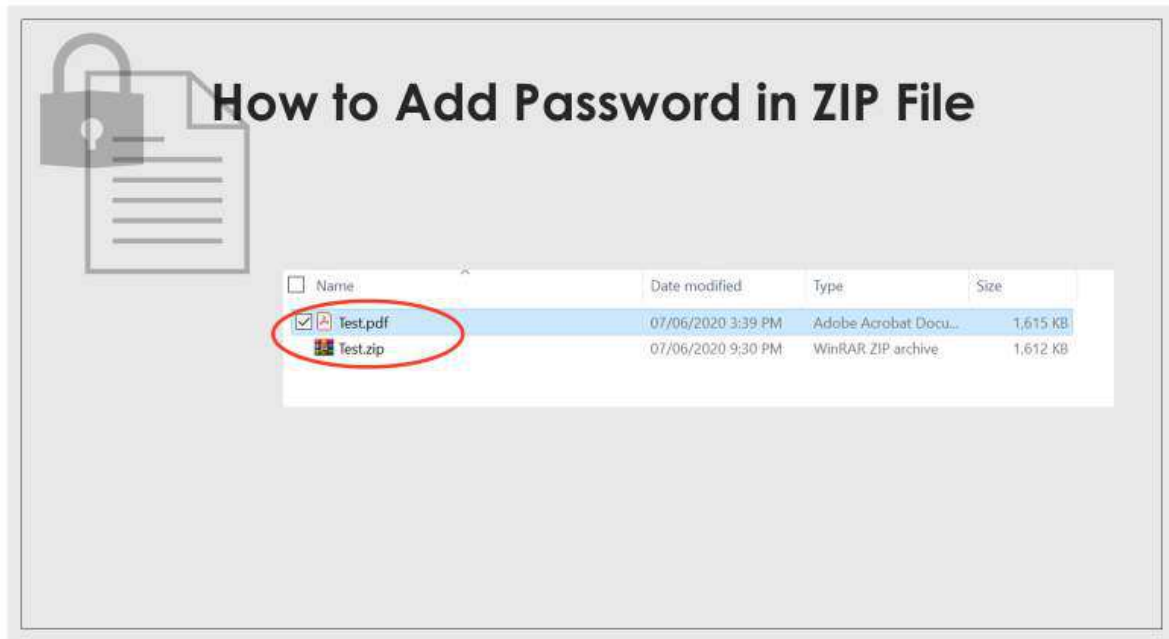 How to Add Password in ZIP File
Name Date modified Type Size
Test.pdf 07/06/2020 3:39 PM Adobe Acrobat Docu... 1,615 KB
Test.zip 07/06/2020 9:30 PM WinRAR ZIP archive 1,612 KB